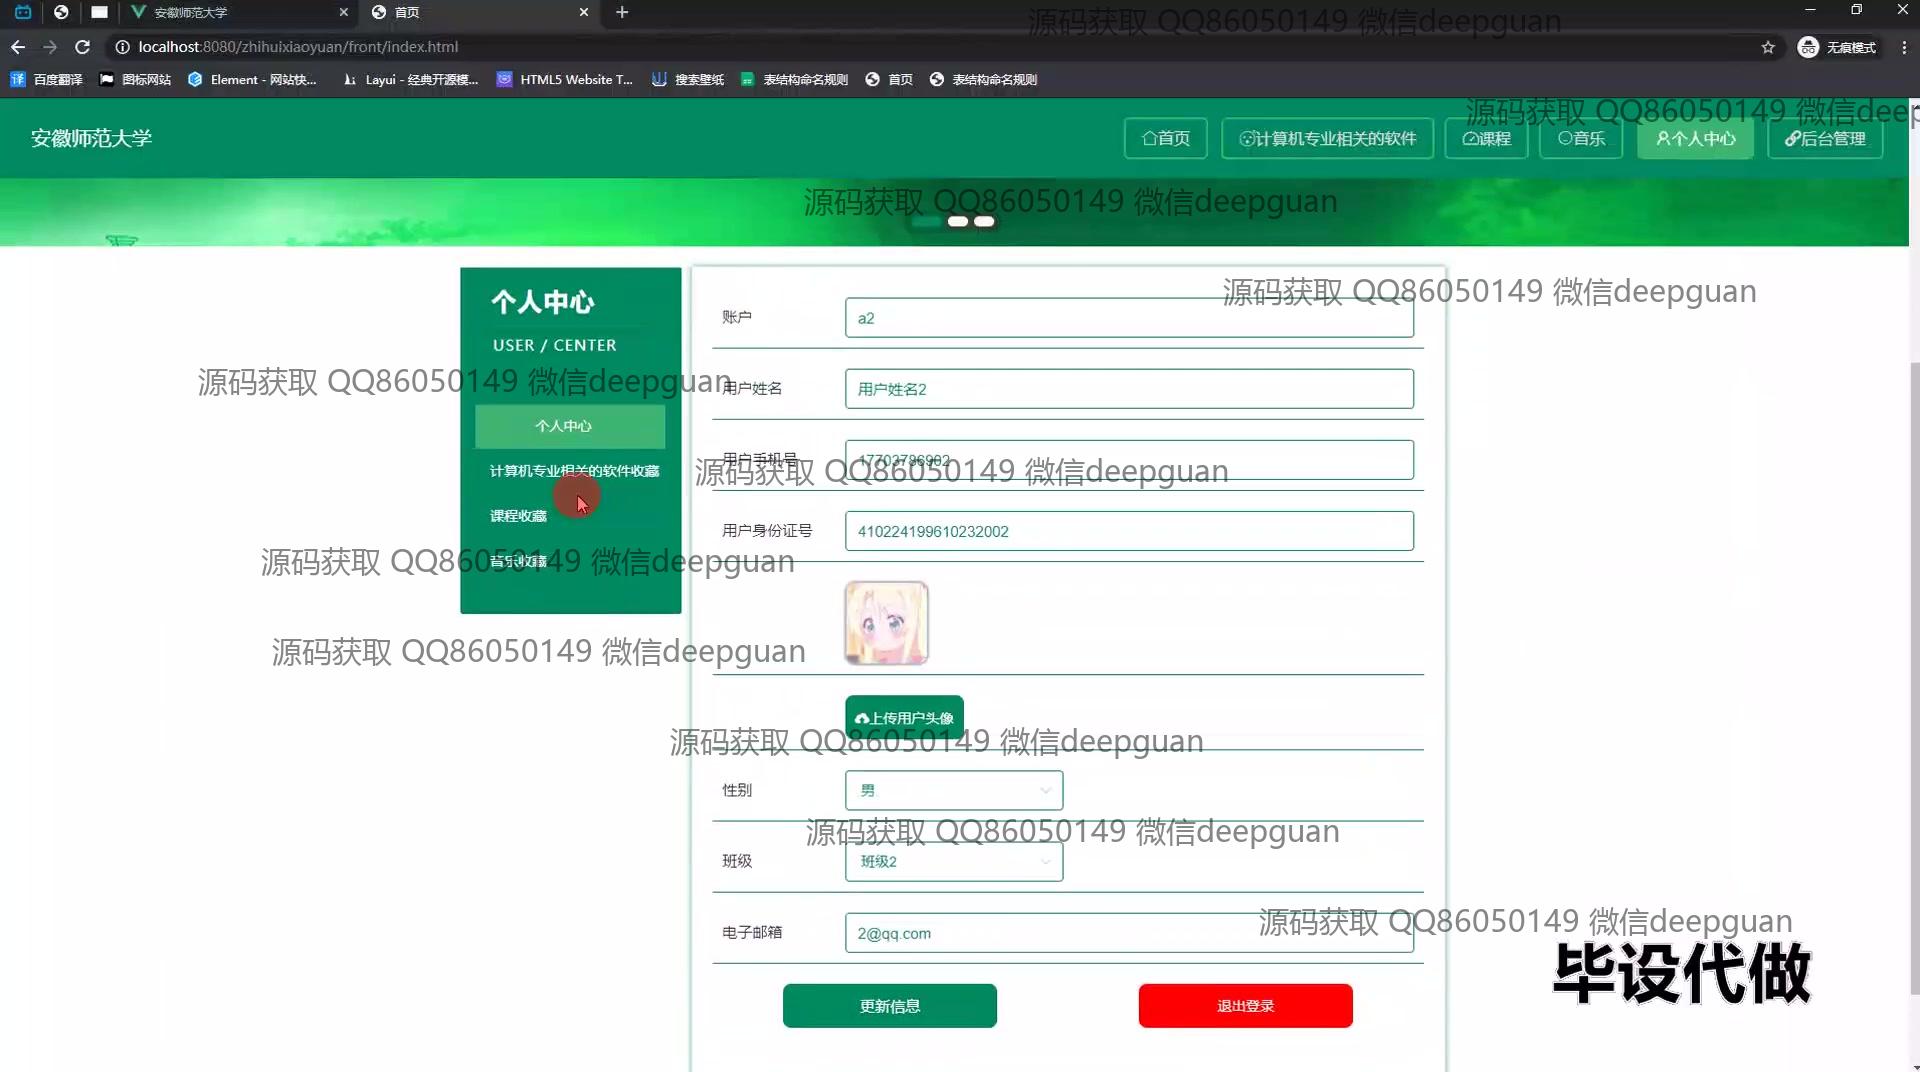 安徽师范大学
首页
localhost:8080/zhihuixiaoyuan/front/index.html
无痕模式
百度翻译
图标网站
Element - 网站快...
Layui - 经典开源模...
HTML5 Website T...
搜索壁纸
表结构命名规则
首页
表结构命名规则
源码获取 QQ86050149 微信deepguan
源码获取 QQ86050149 微信deep
安徽师范大学
首页
计算机专业相关的软件
课程
音乐
个人中心
后台管理
源码获取 QQ86050149 微信deepguan
源码获取 QQ86050149 微信deepguan
个人中心
USER / CENTER
个人中心
计算机专业相关的软件收藏
课程收藏
音乐收藏
账户
a2
源码获取 QQ86050149 微信deepguan
用户姓名
用户姓名2
用户手机号
17703786902
源码获取 QQ86050149 微信deepguan
用户身份证号
410224199610232002
源码获取 QQ86050149 微信deepguan
源码获取 QQ86050149 微信deepguan
上传用户头像
源码获取 QQ86050149 微信deepguan
性别
男
源码获取 QQ86050149 微信deepguan
班级
班级2
电子邮箱
2@qq.com
源码获取 QQ86050149 微信deepguan
毕设代做
更新信息
退出登录